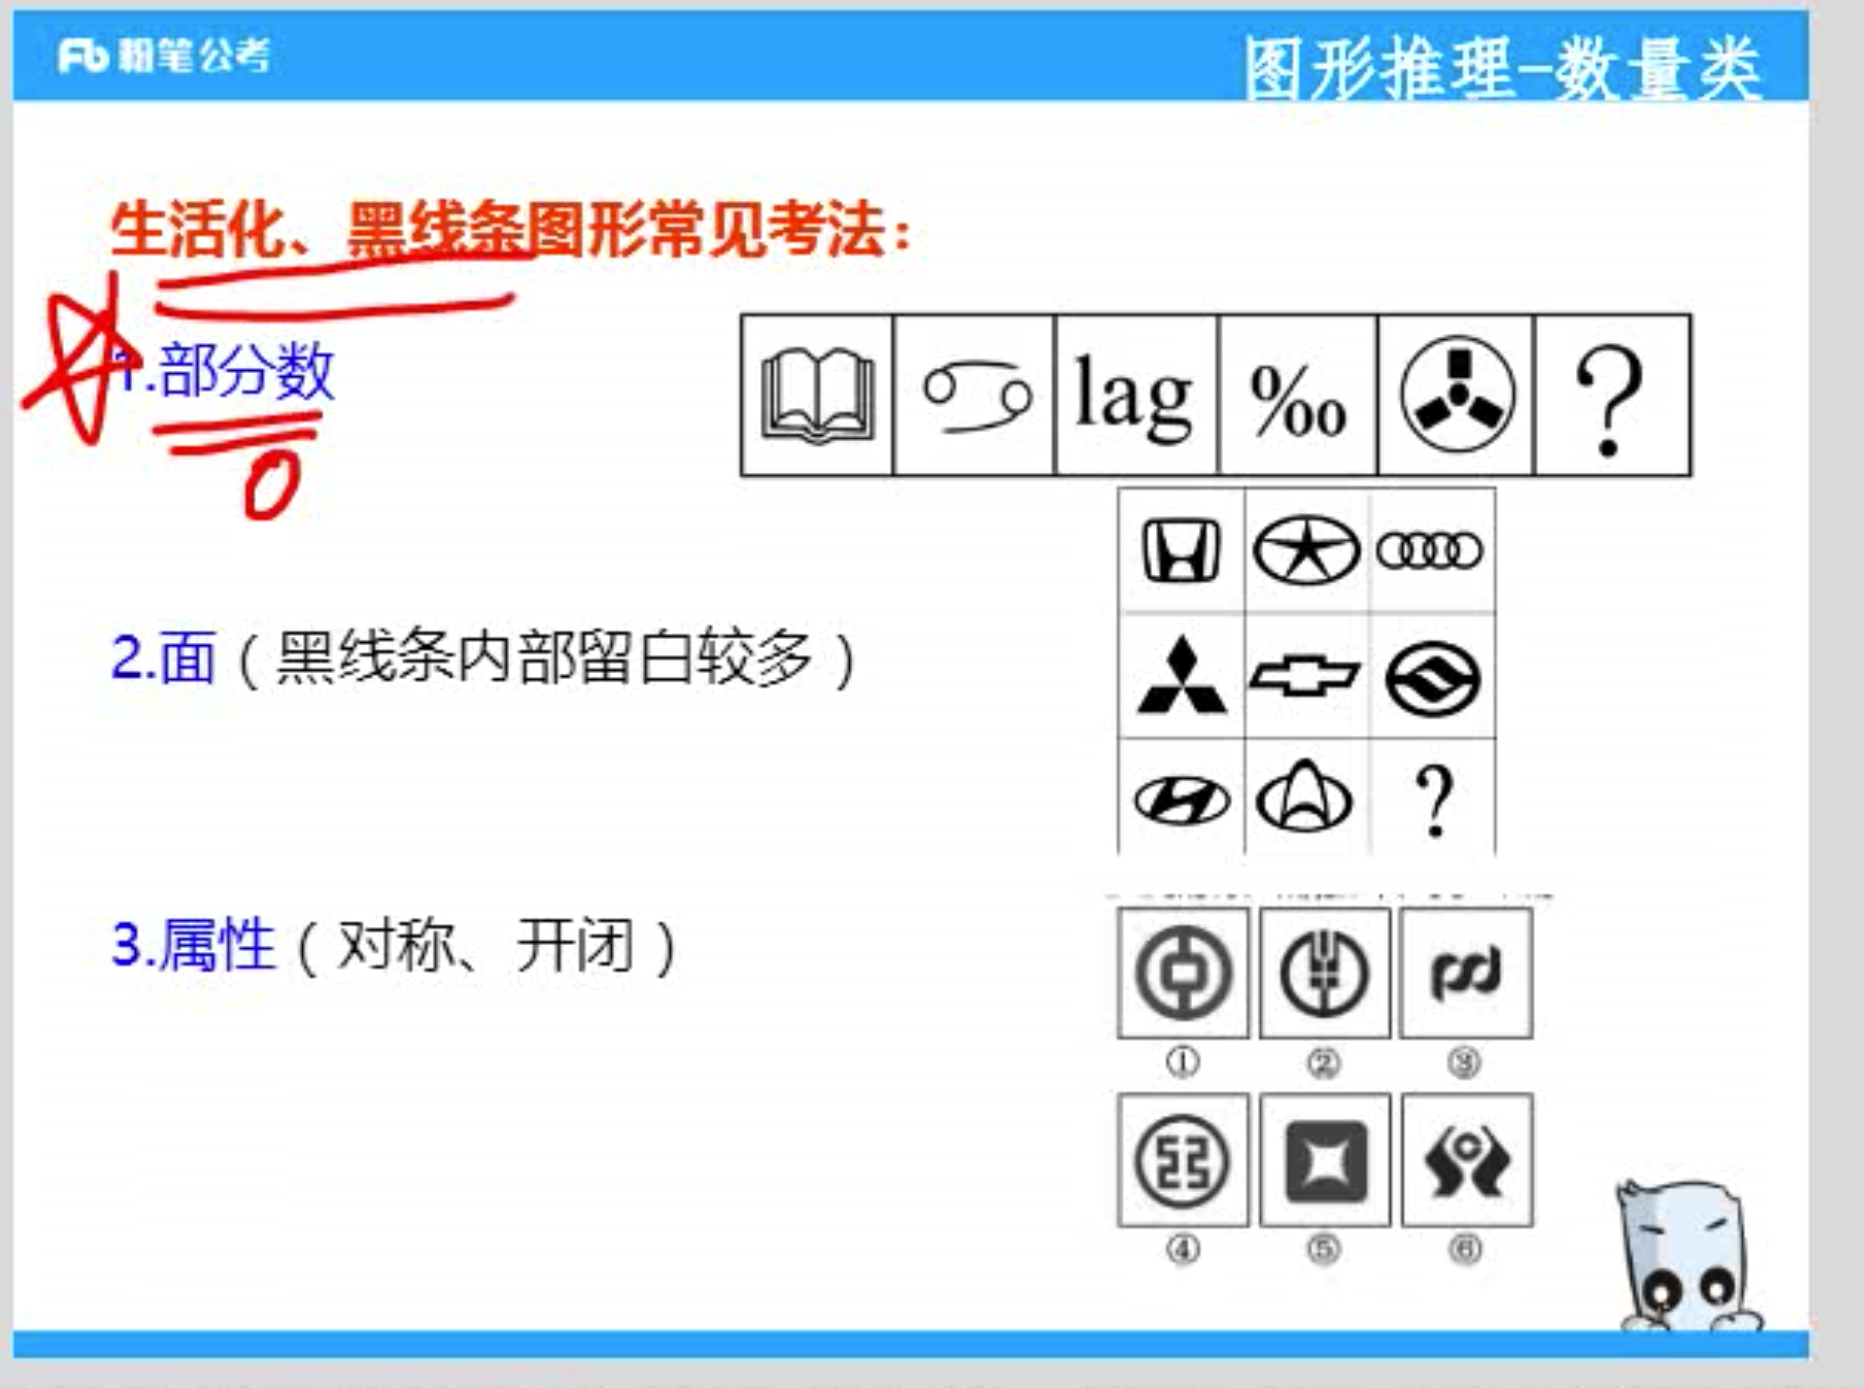 Fb 粉笔公考
图形推理-数量类
生活化、黑线条图形常见考法：
1.部分数
lag ‰ ?
2.面（黑线条内部留白较多）
?
3.属性（对称、开闭）
① ② ③
④ ⑤ ⑥